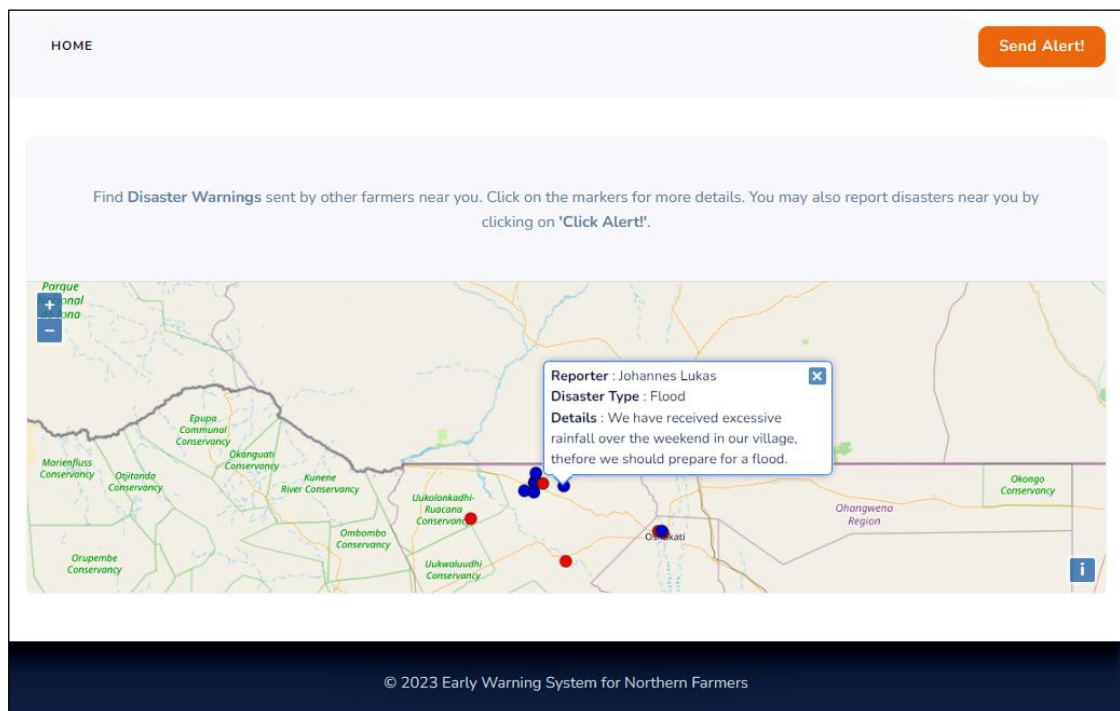 HOME
Send Alert!
Find Disaster Warnings sent by other farmers near you. Click on the markers for more details. You may also report disasters near you by
clicking on 'Click Alert!'.
Parque
+
–
Reporter : Johannes Lukas
Disaster Type : Flood
Details : We have received excessive
rainfall over the weekend in our village,
thefore we should prepare for a flood.
Epupa
Communal
Conservancy
Okanguati
Conservancy
Marienfluss
Conservancy
Otjitanda
Conservancy
Kunene
River Conservancy
Uukolonkadhi-
Ruacana
Conservancy
Okongo
Conservancy
Ohangwena
Region
Ombombo
Conservancy
Orupembe
Conservancy
Uukwaluudhi
Conservancy
i
© 2023 Early Warning System for Northern Farmers